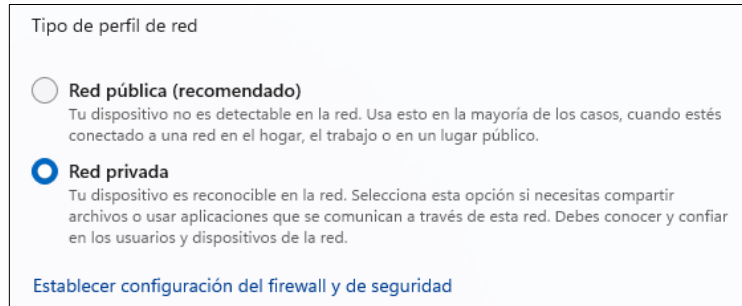 Tipo de perfil de red
Red pública (recomendado)
Tu dispositivo no es detectable en la red. Usa esto en la mayoría de los casos, cuando estés
conectado a una red en el hogar, el trabajo o en un lugar público.
Red privada
Tu dispositivo es reconocible en la red. Selecciona esta opción si necesitas compartir
archivos o usar aplicaciones que se comunican a través de esta red. Debes conocer y confiar
en los usuarios y dispositivos de la red.
Establecer configuración del firewall y de seguridad